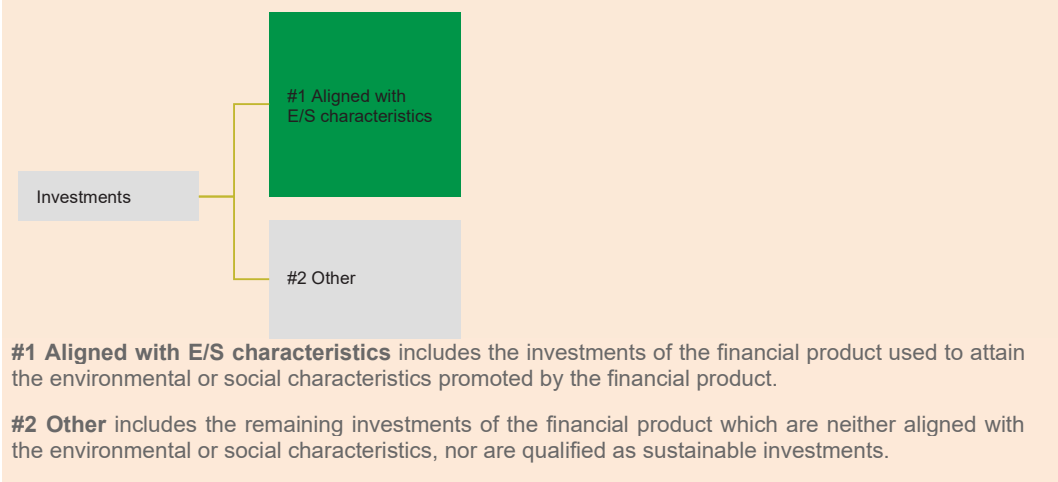 #1 Aligned with
E/S characteristics
Investments
#2 Other
#1 Aligned with E/S characteristics includes the investments of the financial product used to attain
the environmental or social characteristics promoted by the financial product.
#2 Other includes the remaining investments of the financial product which are neither aligned with
the environmental or social characteristics, nor are qualified as sustainable investments.